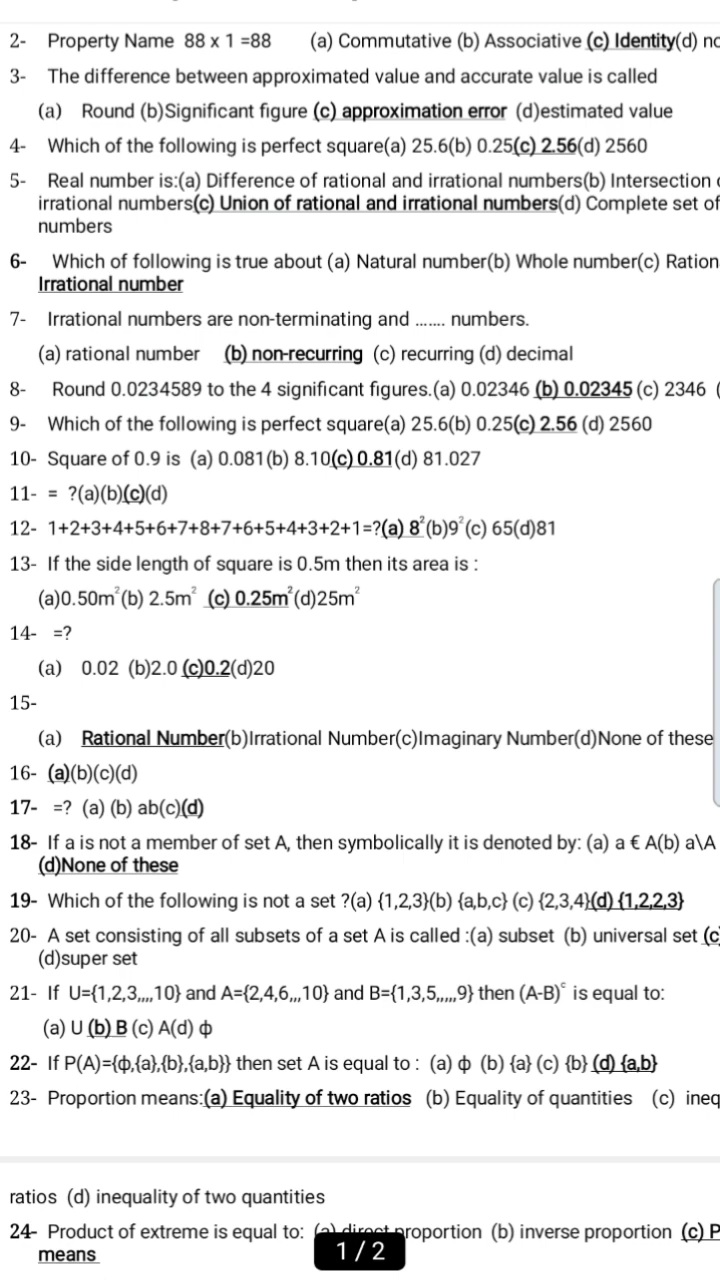 2- Property Name 88 x 1 =88 (a) Commutative (b) Associative (c) Identity(d)
3- The difference between approximated value and accurate value is called
(a) Round (b)Significant figure (c) approximation error (d)estimated value
4- Which of the following is perfect square(a) 25.6(b) 0.25(c) 2.56(d) 2560
5- Real number is:(a) Difference of rational and irrational numbers(b) Intersection
irrational numbers(c) Union of rational and irrational numbers(d) Complete set of
numbers
6- Which of following is true about (a) Natural number(b) Whole number(c) Ration
Irrational number
7- Irrational numbers are non-terminating and ....... numbers.
(a) rational number (b) non-recurring (c) recurring (d) decimal
8- Round 0.0234589 to the 4 significant figures.(a) 0.02346 (b) 0.02345 (c) 2346 (
9- Which of the following is perfect square(a) 25.6(b) 0.25(c) 2.56 (d) 2560
10- Square of 0.9 is (a) 0.081(b) 8.10(c) 0.81(d) 81.027
11- = ?(a)(b)(c)(d)
12- 1+2+3+4+5+6+7+8+7+6+5+4+3+2+1=?(a) 8²(b)9²(c) 65(d)81
13- If the side length of square is 0.5m then its area is :
(a)0.50m²(b) 2.5m² (c) 0.25m²(d)25m²
14- =?
(a) 0.02 (b)2.0 (c)0.2(d)20
15-
(a) Rational Number(b)Irrational Number(c)Imaginary Number(d)None of these
16- (a)(b)(c)(d)
17- =? (a) (b) ab(c)(d)
18- If a is not a member of set A, then symbolically it is denoted by: (a) a € A(b) a\A
(d)None of these
19- Which of the following is not a set ?(a) {1,2,3}(b) {a,b,c} (c) {2,3,4}(d) {1,2,2,3}
20- A set consisting of all subsets of a set A is called :(a) subset (b) universal set (c
(d)super set
21- If U={1,2,3,,,,10} and A={2,4,6,,,10} and B={1,3,5,,,,,9} then (A-B)ᶜ is equal to:
(a) U (b) B (c) A(d) ф
22- If P(A)={ф,{a},{b},{a,b}} then set A is equal to : (a) ф (b) {a} (c) {b} (d) {a,b}
23- Proportion means:(a) Equality of two ratios (b) Equality of quantities (c) ineq
ratios (d) inequality of two quantities
24- Product of extreme is equal to: (a) direct proportion (b) inverse proportion (c) P
means
1 / 2